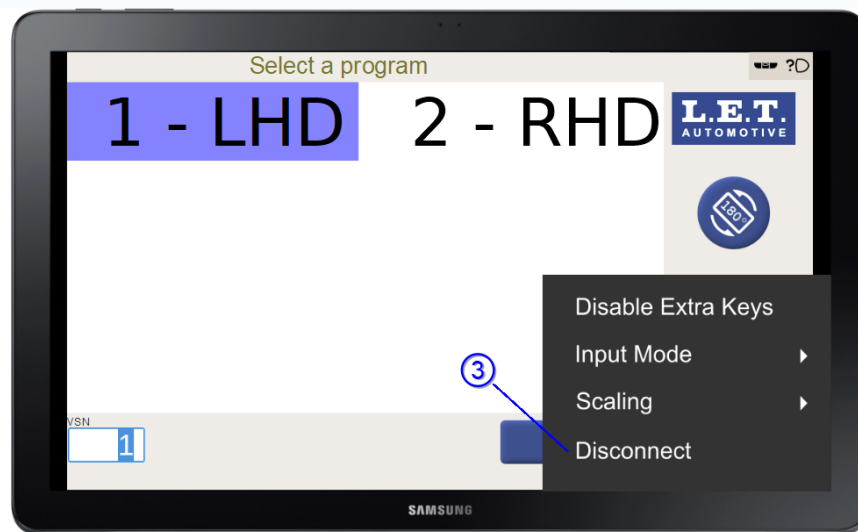 Select a program
?
1 - LHD 2 - RHD
L.E.T.
AUTOMOTIVE
180°
Disable Extra Keys
Input Mode
Scaling
Disconnect
3
VSN
1
SAMSUNG